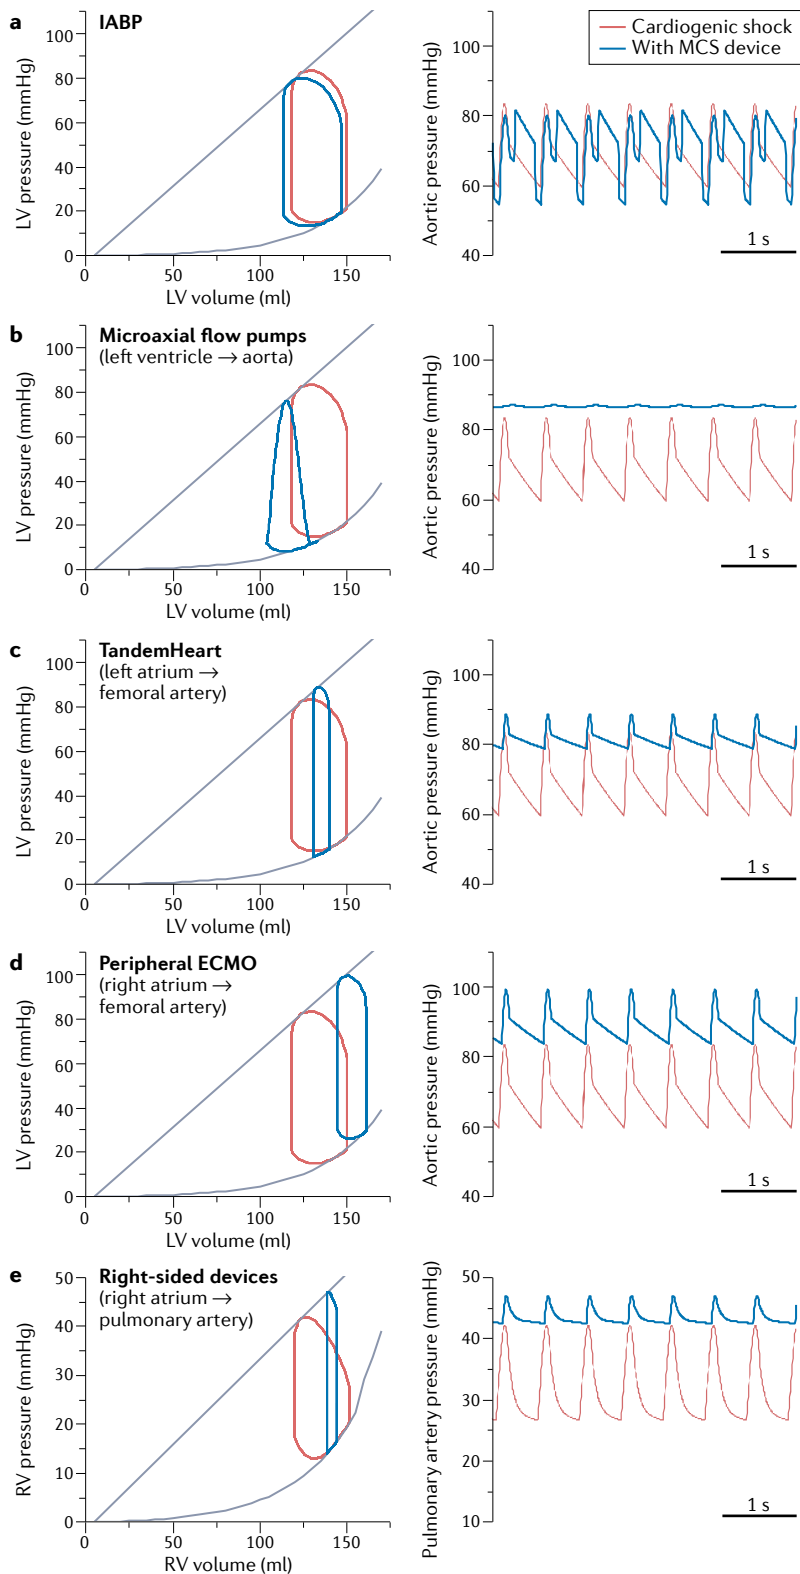 a
IABP
LV pressure (mmHg)
100
80
60
40
20
0
0
50
100
150
LV volume (ml)
Aortic pressure (mmHg)
100
80
60
40
Cardiogenic shock
With MCS device
1 s
b
Microaxial flow pumps
(left ventricle → aorta)
LV pressure (mmHg)
100
80
60
40
20
0
0
50
100
150
LV volume (ml)
Aortic pressure (mmHg)
100
80
60
40
1 s
c
TandemHeart
(left atrium →
femoral artery)
LV pressure (mmHg)
100
80
60
40
20
0
0
50
100
150
LV volume (ml)
Aortic pressure (mmHg)
100
80
60
40
1 s
d
Peripheral ECMO
(right atrium →
femoral artery)
LV pressure (mmHg)
100
80
60
40
20
0
0
50
100
150
LV volume (ml)
Aortic pressure (mmHg)
100
80
60
40
1 s
e
Right-sided devices
(right atrium →
pulmonary artery)
RV pressure (mmHg)
50
40
30
20
10
0
0
50
100
150
RV volume (ml)
Pulmonary artery pressure (mmHg)
50
40
30
20
10
1 s